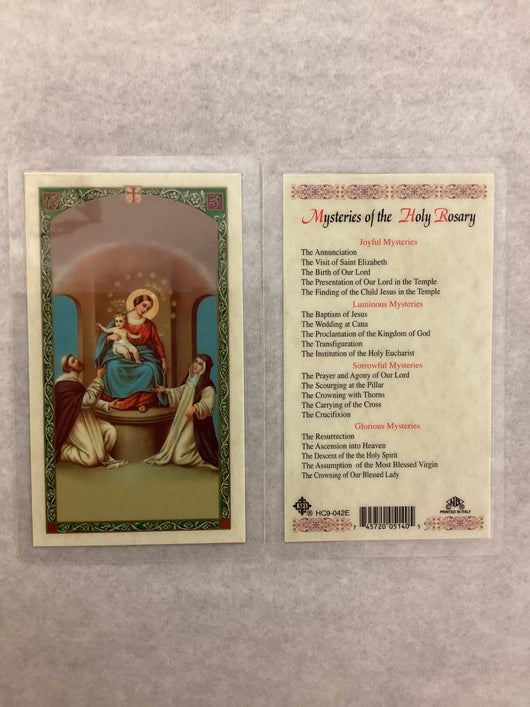 Mysteries of the Holy Rosary
Joyful Mysteries
The Annunciation
The Visit of Saint Elizabeth
The Birth of Our Lord
The Presentation of Our Lord in the Temple
The Finding of the Child Jesus in the Temple
Luminous Mysteries
The Baptism of Jesus
The Wedding at Cana
The Proclamation of the Kingdom of God
The Transfiguration
The Institution of the Holy Eucharist
Sorrowful Mysteries
The Prayer and Agony of Our Lord
The Scourging at the Pillar
The Crowning with Thorns
The Carrying of the Cross
The Crucifixion
Glorious Mysteries
The Resurrection
The Ascension into Heaven
The Descent of the the Holy Spirit
The Assumption of the Most Blessed Virgin
The Crowning of Our Blessed Lady
® HC9-042E
7 45720 05140 5
PRINTED IN ITALY